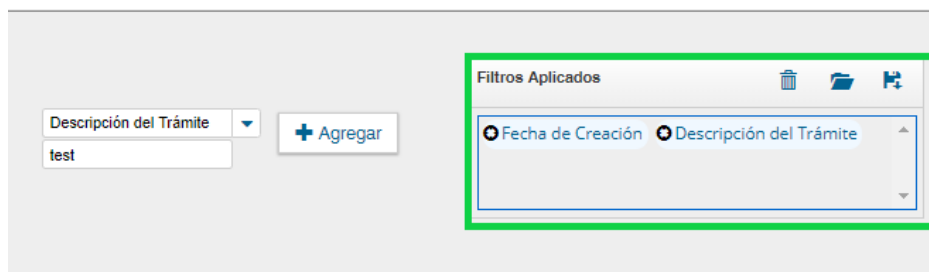 Descripción del Trámite
test
Agregar
Filtros Aplicados
Fecha de Creación Descripción del Trámite